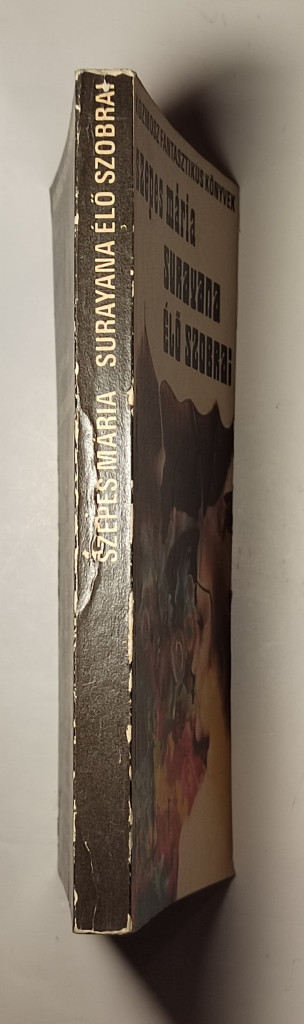 SZEPES MÁRIA SURAYANA ÉLŐ SZOBRAI
KOZMOSZ FANTASZTIKUS KÖNYVEK
szepes mária
SURAYANA
ÉLŐ SZOBRAI